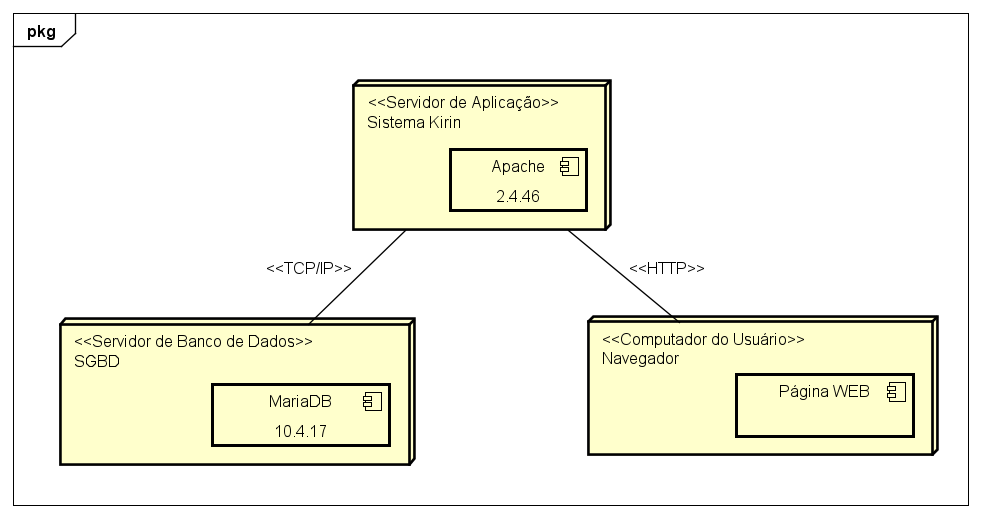 pkg
<<Servidor de Aplicação>>
Sistema Kirin
Apache
2.4.46
<<TCP/IP>>
<<HTTP>>
<<Servidor de Banco de Dados>>
SGBD
MariaDB
10.4.17
<<Computador do Usuário>>
Navegador
Página WEB